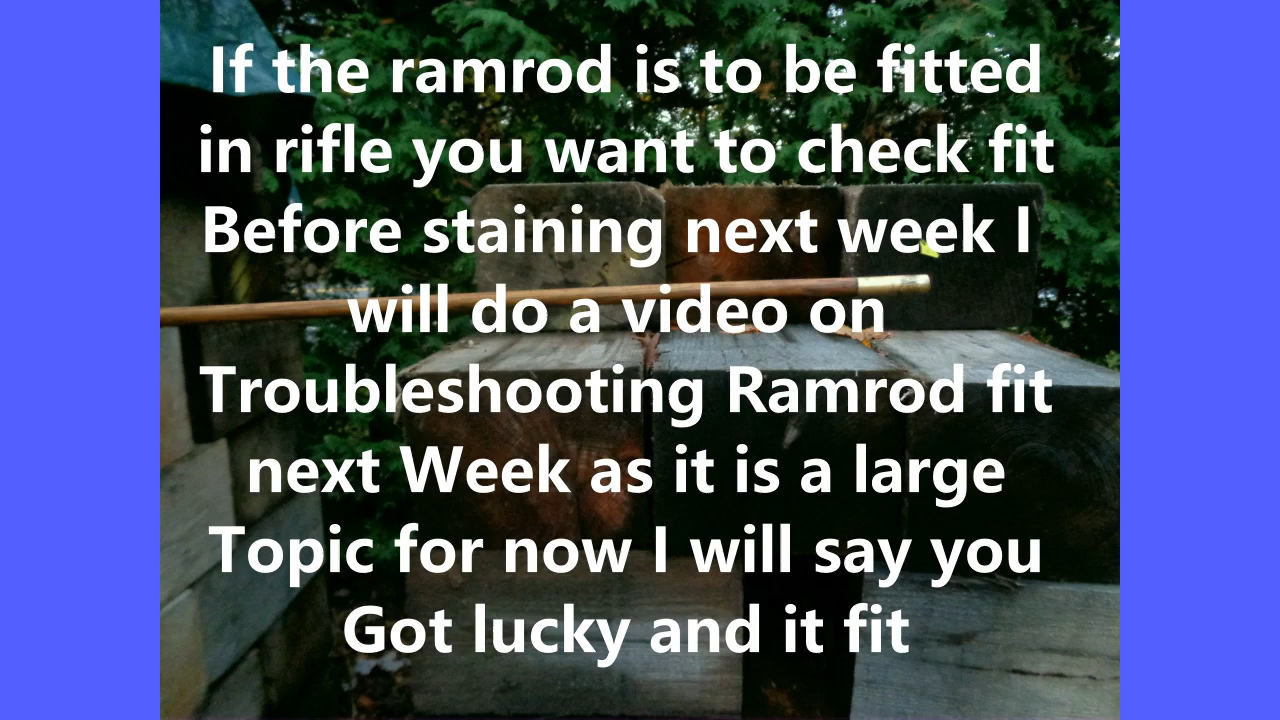 If the ramrod is to be fitted
in rifle you want to check fit
Before staining next week I
will do a video on
Troubleshooting Ramrod fit
next Week as it is a large
Topic for now I will say you
Got lucky and it fit